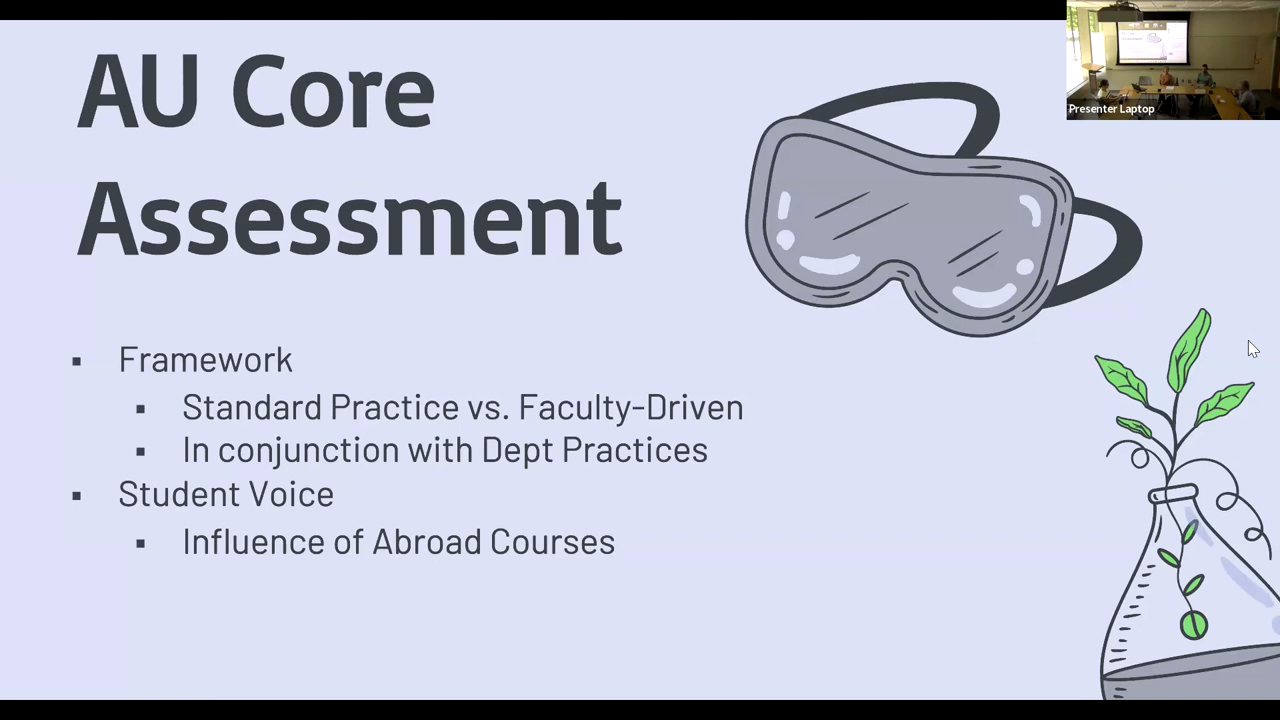 AU Core
Assessment
Presenter Laptop
▪ Framework
▪ Standard Practice vs. Faculty-Driven
▪ In conjunction with Dept Practices
▪ Student Voice
▪ Influence of Abroad Courses